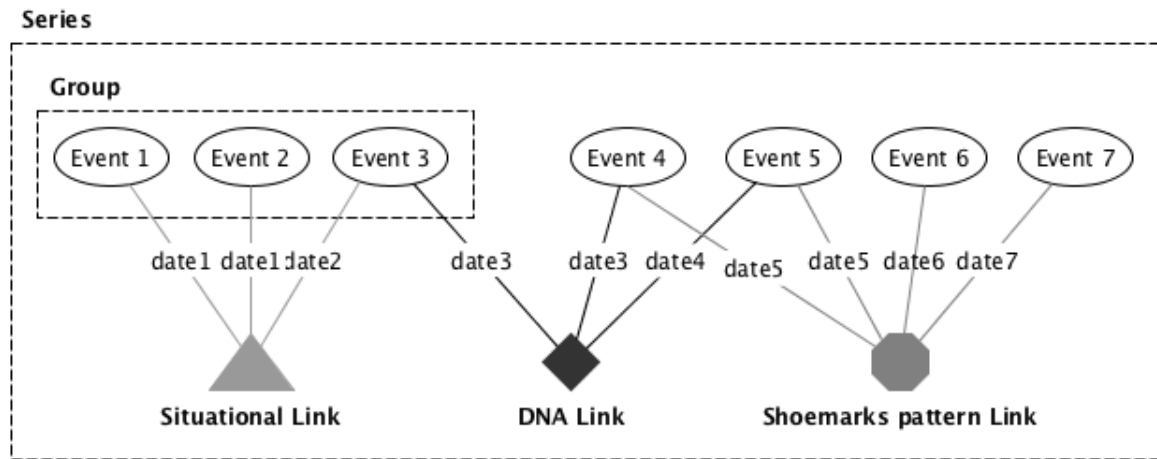 Series
Group
Event 1 Event 2 Event 3 Event 4 Event 5 Event 6 Event 7
date1 date1 date2 date3 date3 date4 date5 date5 date6 date7
Situational Link DNA Link Shoemarks pattern Link